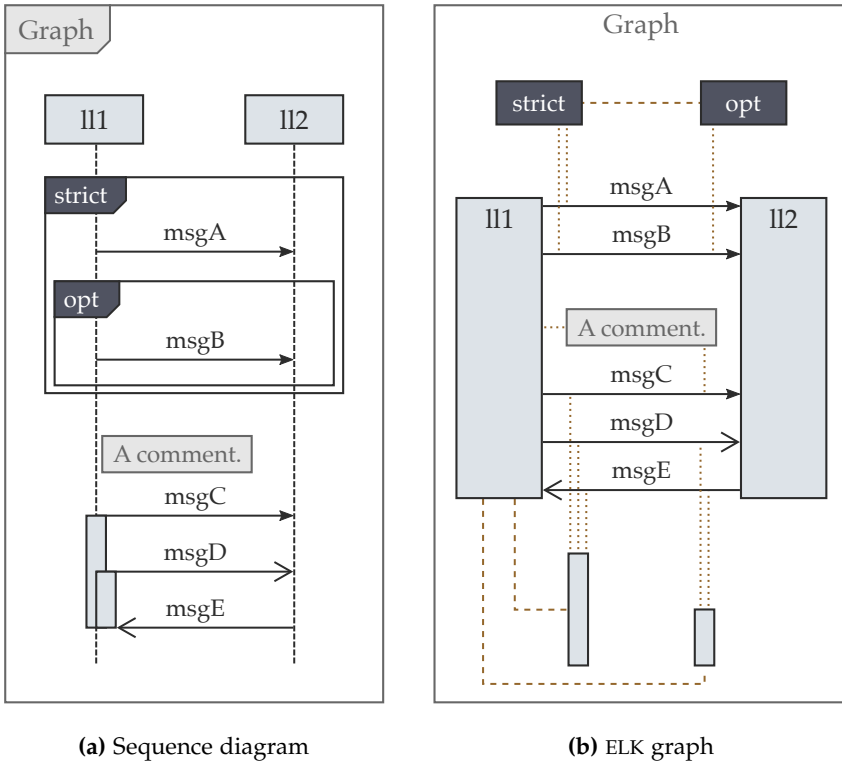 Graph
ll1
ll2
strict
msgA
opt
msgB
A comment.
msgC
msgD
msgE
(a) Sequence diagram
Graph
strict
opt
ll1
msgA
ll2
msgB
A comment.
msgC
msgD
msgE
(b) ELK graph